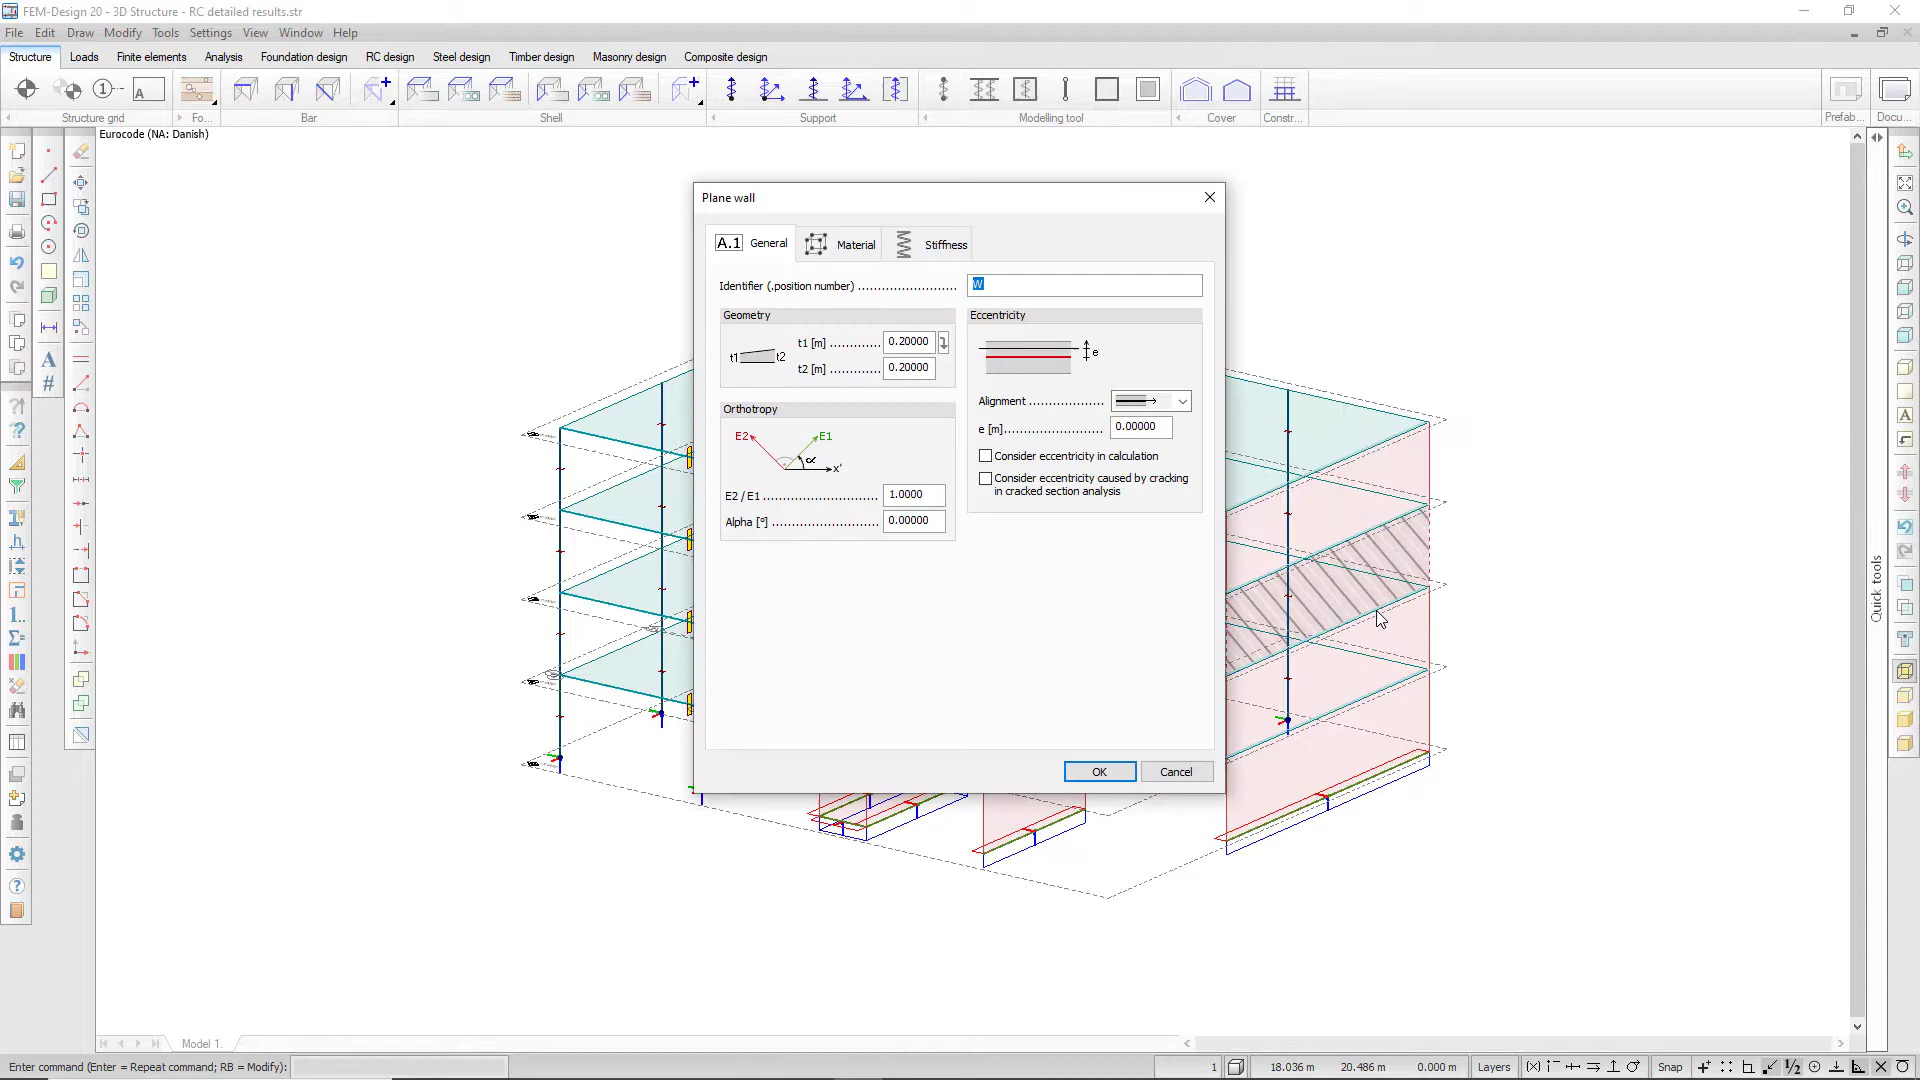 FEM-Design 20 - 3D Structure - RC detailed results.str
File Edit Draw Modify Tools Settings View Window Help
Structure Loads Finite elements Analysis Foundation design RC design Steel design Timber design Masonry design Composite design
Structure grid Fo... Bar Shell Support Modelling tool Cover Constr... Prefab... Docu...
Eurocode (NA: Danish)
Plane wall
A.1 General Material Stiffness
Identifier (.position number) W
Geometry
t1 t2
t1 [m] 0.20000
t2 [m] 0.20000
Orthotropy
E2 E1
α x'
E2 / E1 1.0000
Alpha [°] 0.00000
Eccentricity
e
Alignment
e [m] 0.00000
Consider eccentricity in calculation
Consider eccentricity caused by cracking
in cracked section analysis
OK Cancel
Quick tools
Model 1.
Enter command (Enter = Repeat command; RB = Modify): 1 18.036 m 20.486 m 0.000 m Layers Snap